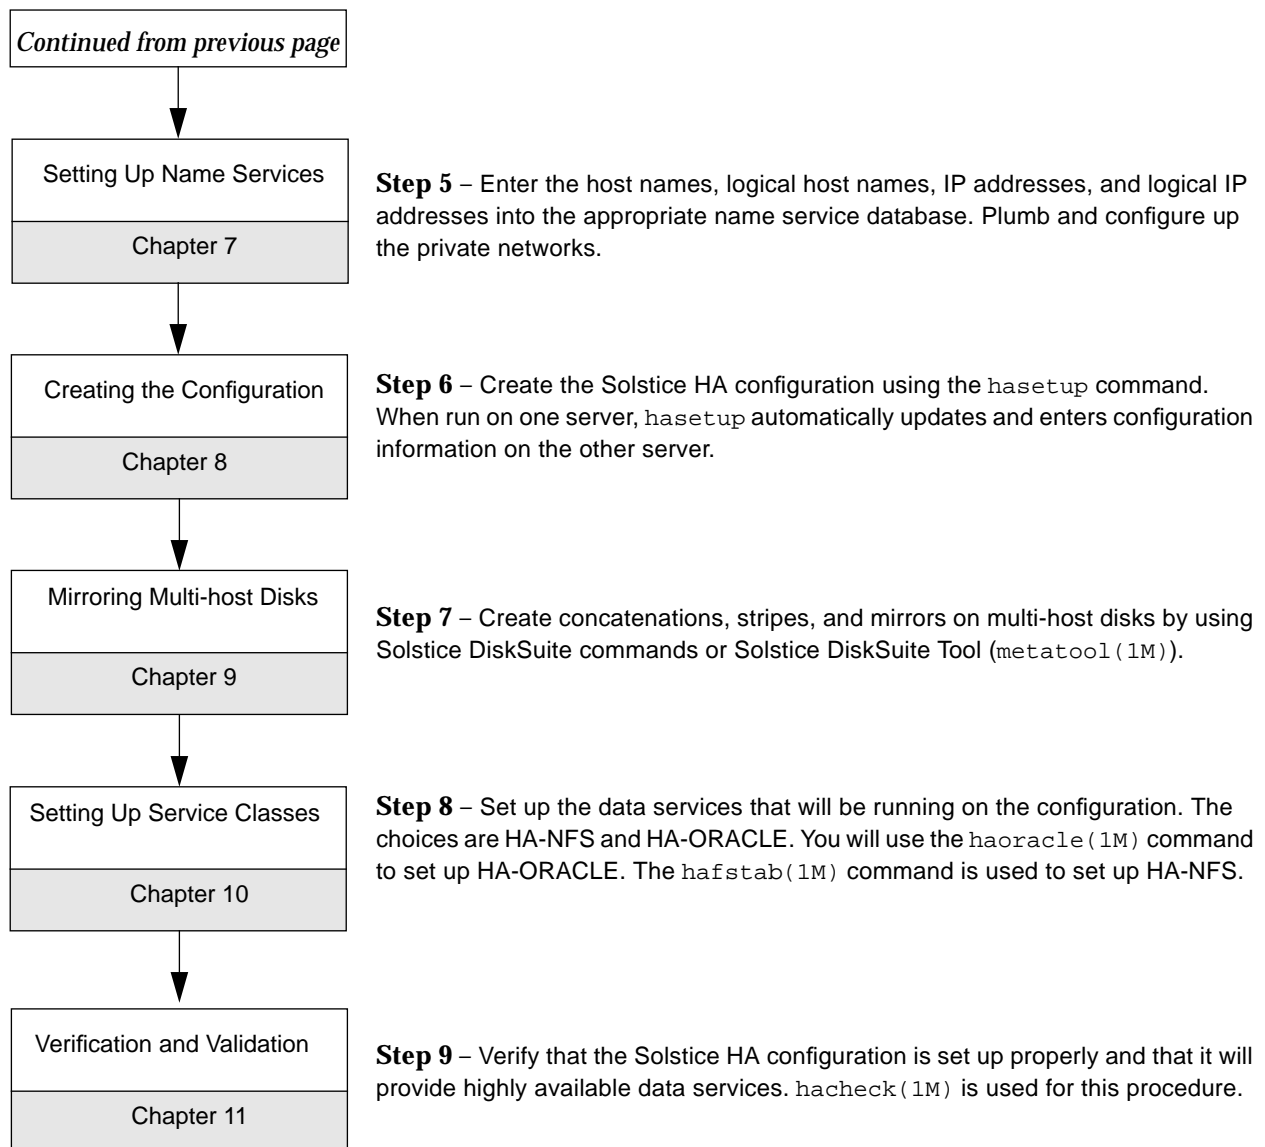 Continued from previous page
Setting Up Name Services
Chapter 7
Step 5 – Enter the host names, logical host names, IP addresses, and logical IP
addresses into the appropriate name service database. Plumb and configure up
the private networks.
Creating the Configuration
Chapter 8
Step 6 – Create the Solstice HA configuration using the hasetup command.
When run on one server, hasetup automatically updates and enters configuration
information on the other server.
Mirroring Multi-host Disks
Chapter 9
Step 7 – Create concatenations, stripes, and mirrors on multi-host disks by using
Solstice DiskSuite commands or Solstice DiskSuite Tool (metatool(1M)).
Setting Up Service Classes
Chapter 10
Step 8 – Set up the data services that will be running on the configuration. The
choices are HA-NFS and HA-ORACLE. You will use the haoracle(1M) command
to set up HA-ORACLE. The hafstab(1M) command is used to set up HA-NFS.
Verification and Validation
Chapter 11
Step 9 – Verify that the Solstice HA configuration is set up properly and that it will
provide highly available data services. hacheck(1M) is used for this procedure.